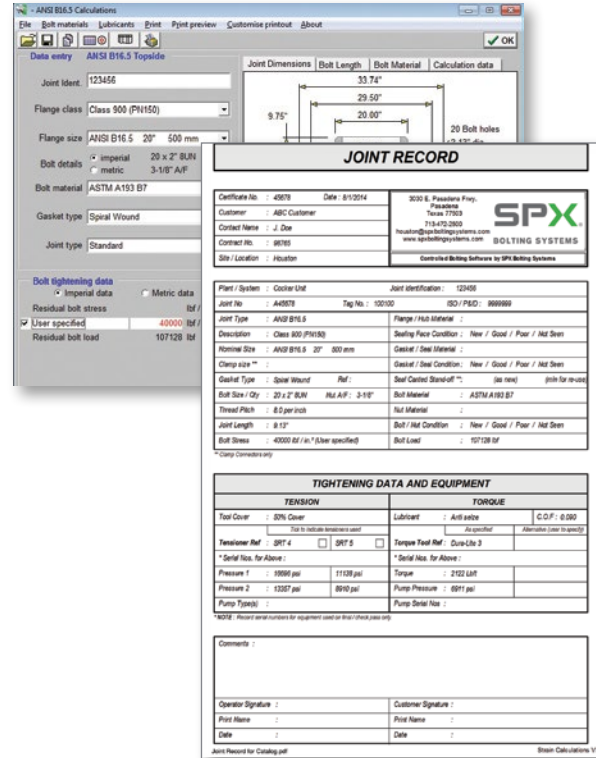 - ANSI B16.5 Calculations
File Bolt materials Lubricants Print Pprint preview Customise printout About
OK
Data entry ANSI B16.5 Topside
Joint Ident. 123456
Flange class Class 900 (PN150)
Flange size ANSI B16.5 20" 500 mm
Bolt details imperial 20 x 2" 8UN
metric 3-1/8" A/F
Bolt material ASTM A193 B7
Gasket type Spiral Wound
Joint type Standard
Bolt tightening data
Imperial data Metric data
Residual bolt stress lbf /
User specified 40000 lbf /
Residual bolt load 107128 lbf
Joint Dimensions Bolt Length Bolt Material Calculation data
33.74"
29.50"
9.75" 20.00"
20 Bolt holes
JOINT RECORD
Certificate No. : 45678 Date : 8/1/2014
Customer : ABC Customer
Contact Name : J. Doe
Contract No. : 98765
Site / Location : Houston
3030 E. Pasadena Frwy.
Pasadena
Texas 77503
713-472-2500
houston@spxboltingsystems.com
www.spxboltingsystems.com
SPX
BOLTING SYSTEMS
Controlled Bolting Software by SPX Bolting Systems
Plant / System : Cocker Unit Joint identification : 123456
Joint No : A45678 Tag No. : 100100 ISO / P&ID : 9999999
Joint Type : ANSI B16.5 Flange / Hub Material :
Description : Class 900 (PN150) Sealing Face Condition : New / Good / Poor / Not Seen
Nominal Size : ANSI B16.5 20" 500 mm Gasket / Seal Material :
Clamp size ** : Gasket / Seal Condition : New / Good / Poor / Not Seen
Gasket Type : Spiral Wound Ref : Seal Canted Stand-off **: (as new) (min for re-use)
Bolt Size / Qty : 20 x 2" 8UN Nut A/F : 3-1/8" Bolt Material : ASTM A193 B7
Thread Pitch : 8.0 per inch Nut Material :
Joint Length : 9.13" Bolt / Nut Condition : New / Good / Poor / Not Seen
Bolt Stress : 40000 lbf / in.² (User specified) Bolt Load : 107128 lbf
** Clamp Connectors only
TIGHTENING DATA AND EQUIPMENT
TENSION TORQUE
Tool Cover : 50% Cover Lubricant : Anti seize C.O.F : 0.090
Tick to indicate tensioners used As specified Alternative (user to specify)
Tensioner Ref : SRT 4 SRT 5 Torque Tool Ref : Dura-Lite 3
* Serial Nos. for Above : * Serial Nos. for Above :
Pressure 1 : 16696 psi 11138 psi Torque : 2122 Lbft
Pressure 2 : 13357 psi 8910 psi Pump Pressure : 6911 psi
Pump Type(s) : Pump Serial Nos :
* NOTE : Record serial numbers for equipment used on final / check pass only
Comments :
Operator Signature : Customer Signature :
Print Name : Print Name :
Date : Date :
Joint Record for Catalog.pdf Strain Calculations V